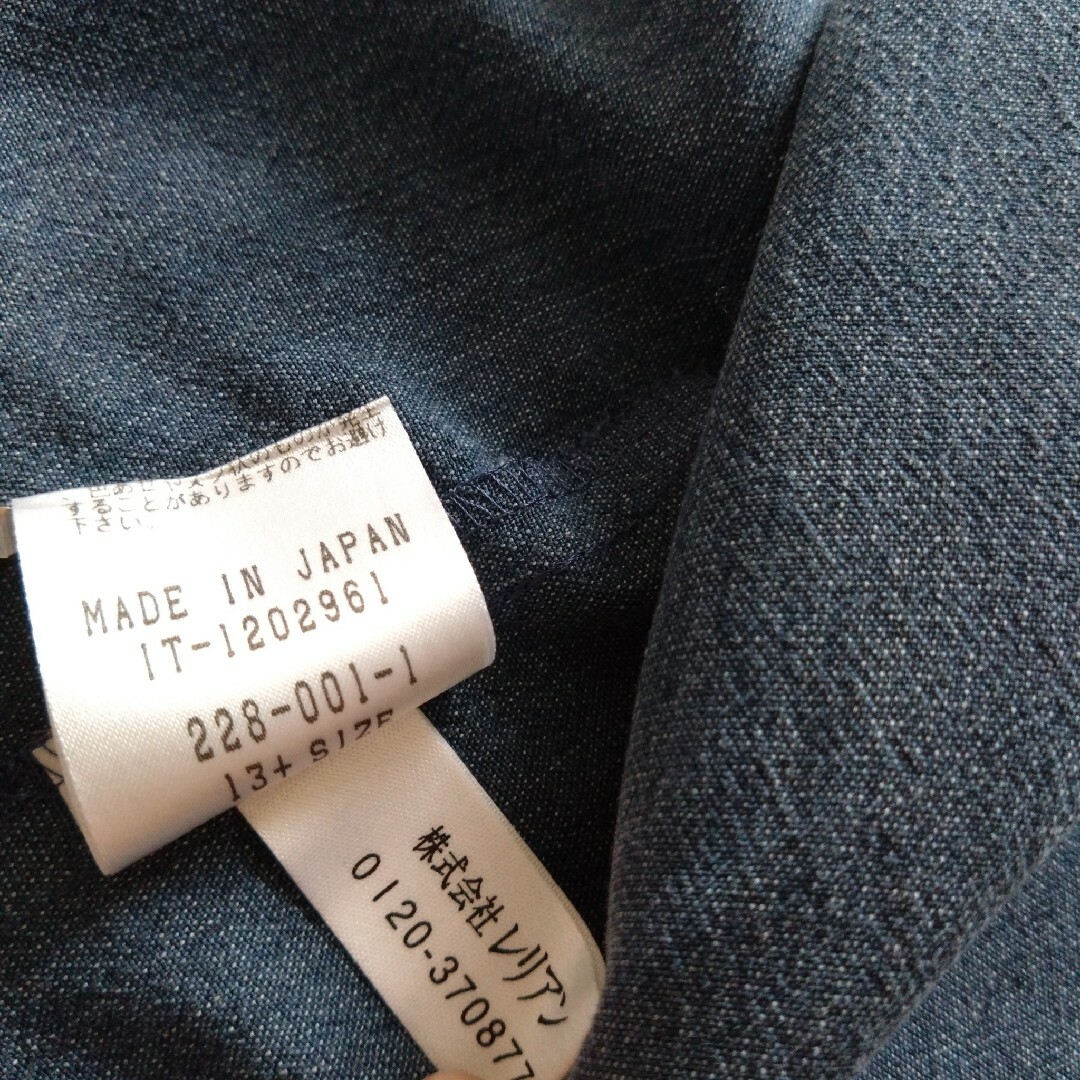 することがありますのでお避け
下さい。
MADE IN JAPAN
IT-1202961
228-001-1
13+ SIZE
株式会社レリアン
0120-370877